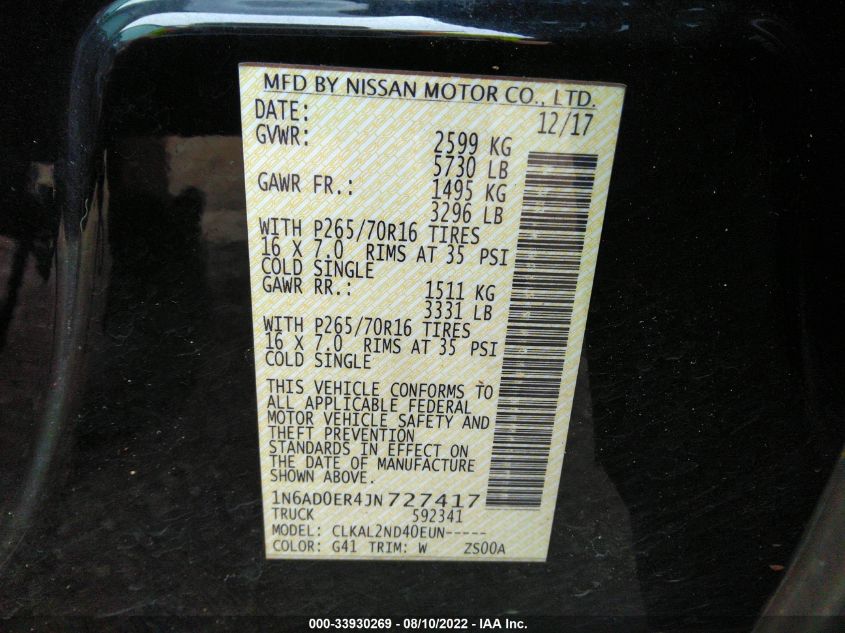 MFD BY NISSAN MOTOR CO., LTD.
DATE: 12/17
GVWR: 2599 KG
5730 LB
GAWR FR.: 1495 KG
3296 LB
WITH P265/70R16 TIRES
16 X 7.0 RIMS AT 35 PSI
COLD SINGLE
GAWR RR.: 1511 KG
3331 LB
WITH P265/70R16 TIRES
16 X 7.0 RIMS AT 35 PSI
COLD SINGLE
THIS VEHICLE CONFORMS TO
ALL APPLICABLE FEDERAL
MOTOR VEHICLE SAFETY AND
THEFT PREVENTION
STANDARDS IN EFFECT ON
THE DATE OF MANUFACTURE
SHOWN ABOVE.
1N6AD0ER4JN727417
TRUCK 592341
MODEL: CLKAL2ND40EUN-----
COLOR: G41 TRIM: W ZS00A
000-33930269 - 08/10/2022 - IAA Inc.